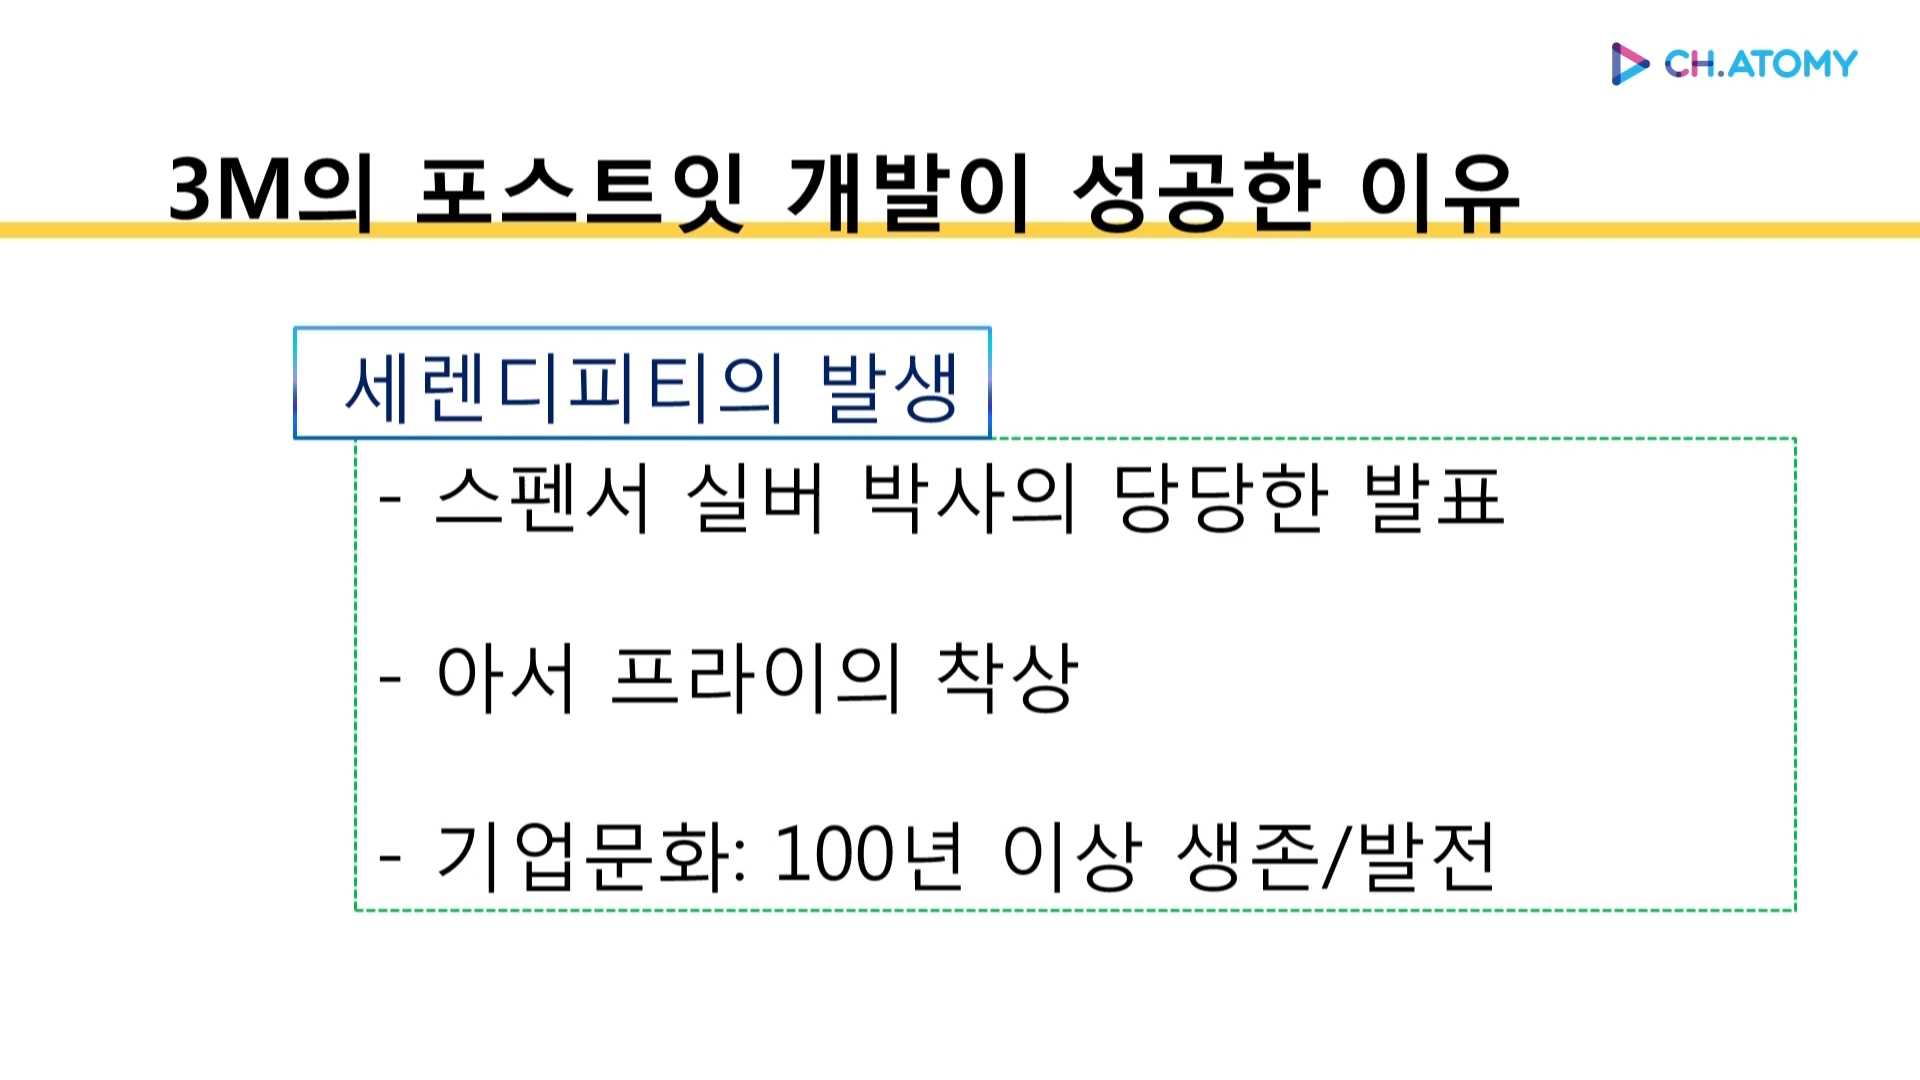 CH.ATOMY
3M의 포스트잇 개발이 성공한 이유
세렌디피티의 발생
- 스펜서 실버 박사의 당당한 발표
- 아서 프라이의 착상
- 기업문화: 100년 이상 생존/발전